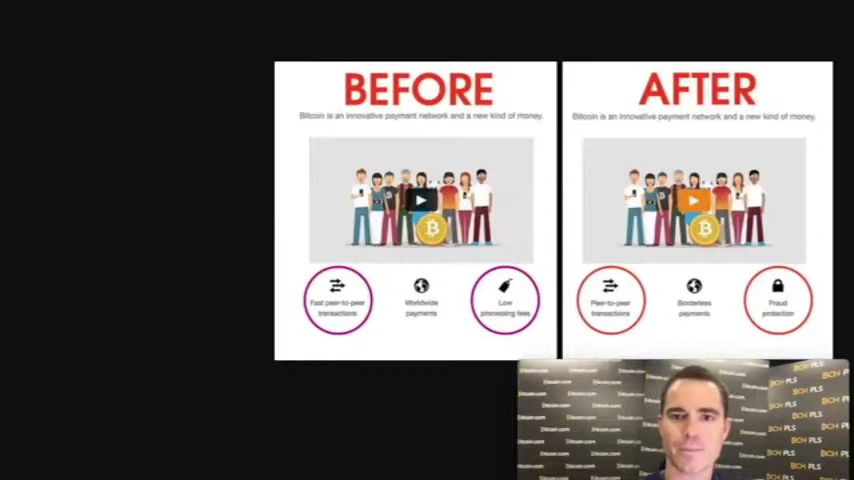 BEFORE
Bitcoin is an innovative payment network and a new kind of money.
Fast peer-to-peer
transactions
Worldwide
payments
Low
processing fees
AFTER
Bitcoin is an innovative payment network and a new kind of money.
Peer-to-peer
transactions
Borderless
payments
Fraud
protection
Bitcoin.com
BCH PLS